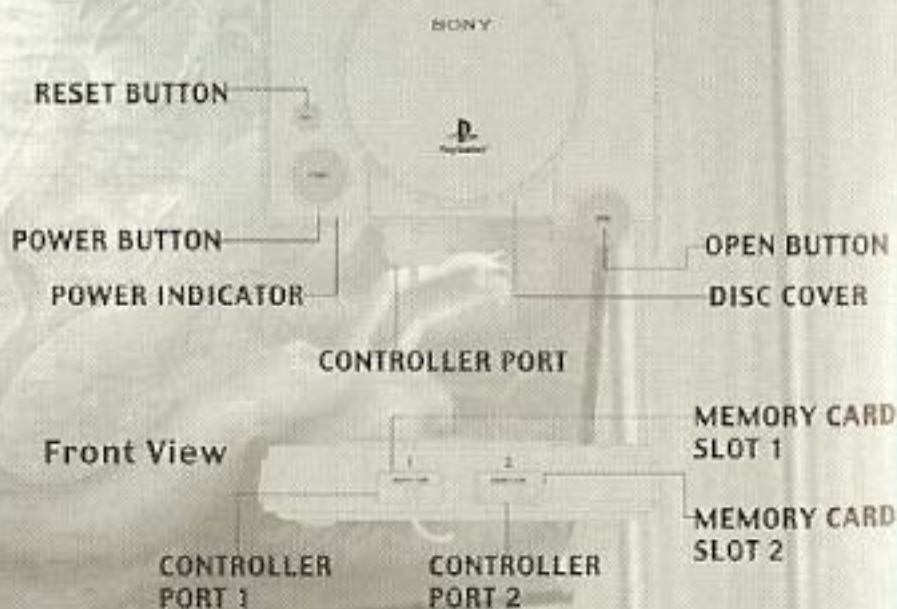 SONY
RESET BUTTON
PlayStation
POWER BUTTON
OPEN BUTTON
POWER INDICATOR
DISC COVER
CONTROLLER PORT
MEMORY CARD
SLOT 1
Front View
1
2
MEMORY CARD
SLOT 2
CONTROLLER
PORT 1
CONTROLLER
PORT 2